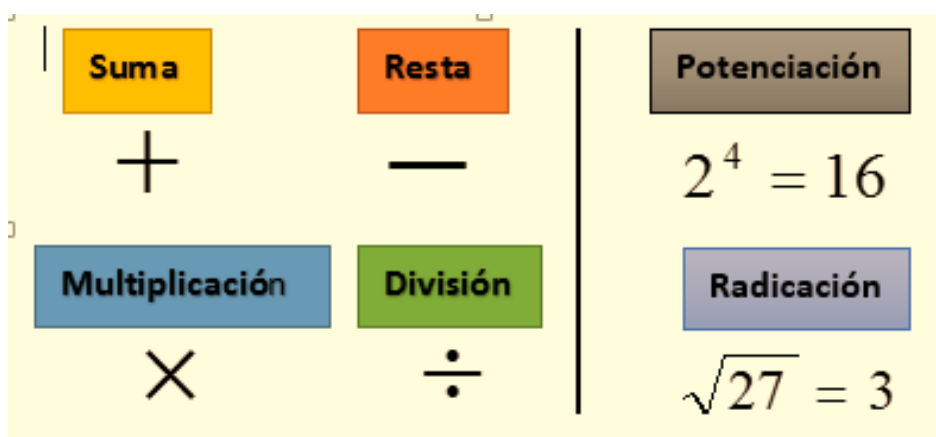 Suma
Resta
Potenciación
+
−
2⁴ = 16
Multiplicación
División
Radicación
×
÷
√27 = 3